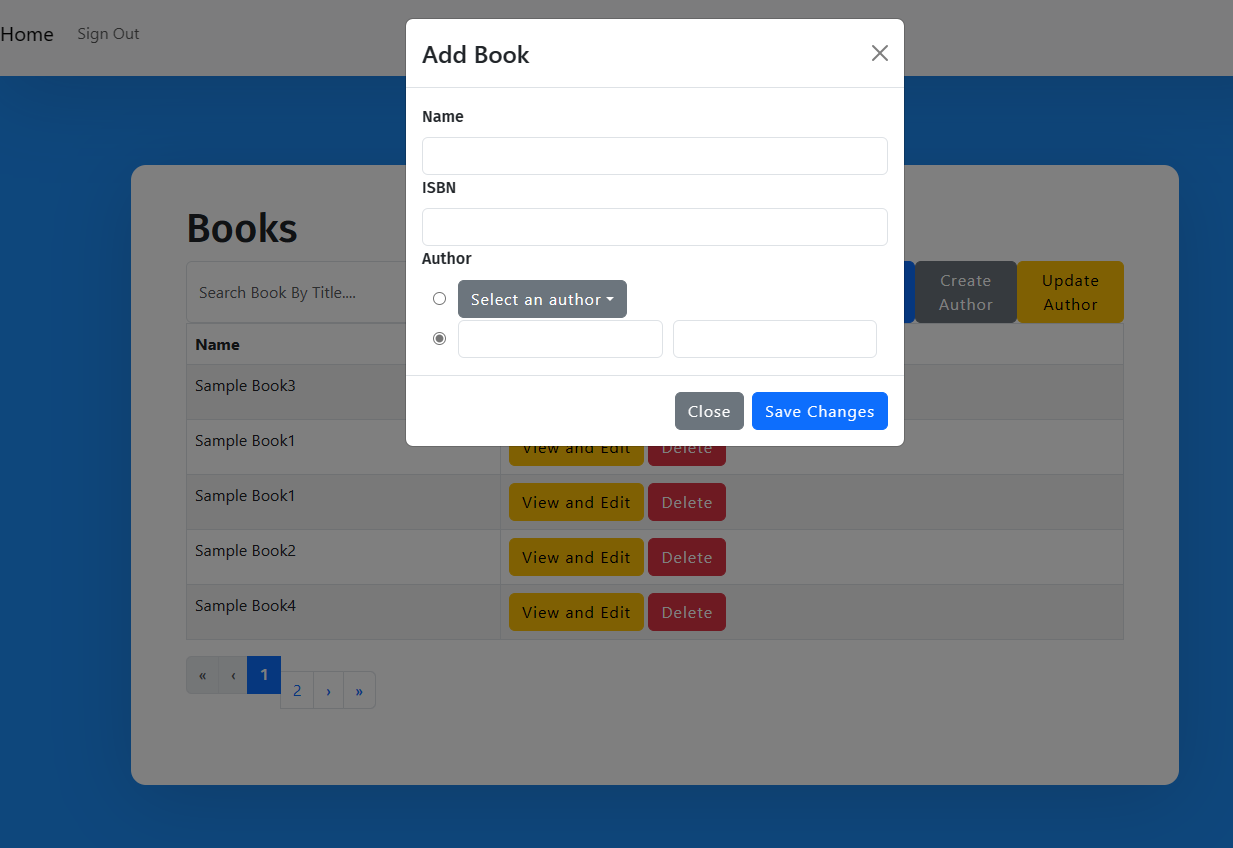 Home Sign Out
Add Book
Name
ISBN
Author
Select an author
Close Save Changes
Books
Search Book By Title....
Create
Author
Update
Author
Name
Sample Book3
Sample Book1 View and Edit Delete
Sample Book1 View and Edit Delete
Sample Book2 View and Edit Delete
Sample Book4 View and Edit Delete
« ‹ 1 2 › »